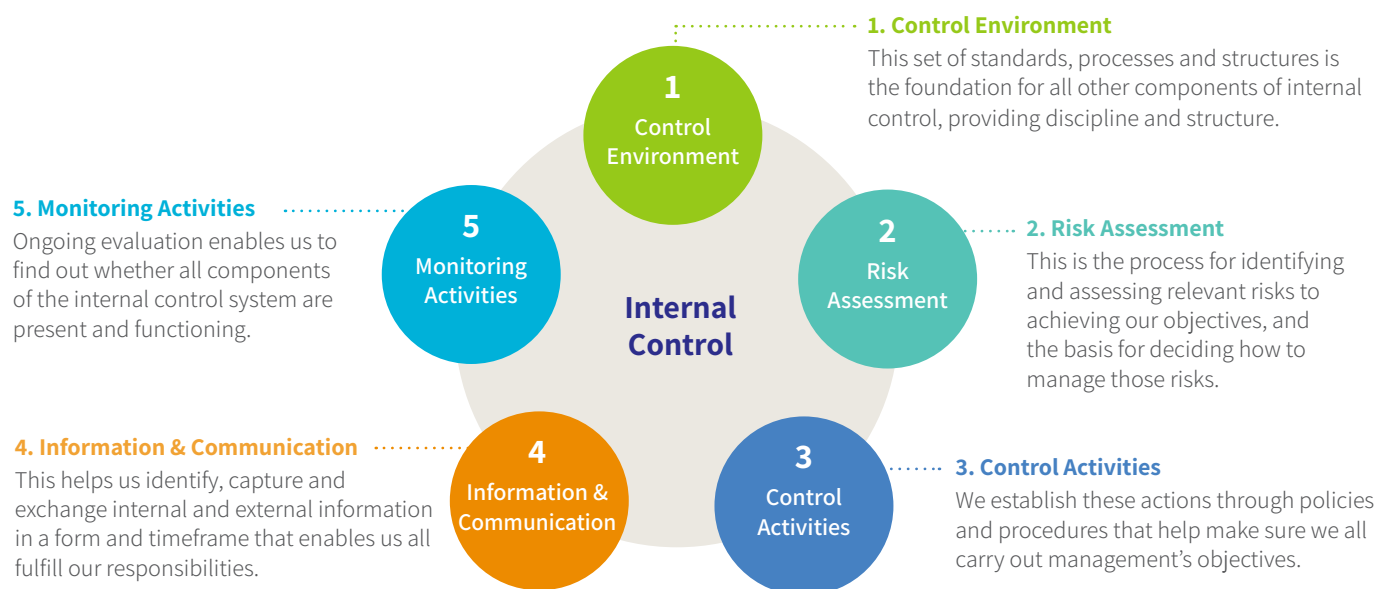 1. Control Environment
This set of standards, processes and structures is
the foundation for all other components of internal
control, providing discipline and structure.
1
Control
Environment
5. Monitoring Activities
Ongoing evaluation enables us to
find out whether all components
of the internal control system are
present and functioning.
5
Monitoring
Activities
2
Risk
Assessment
2. Risk Assessment
This is the process for identifying
and assessing relevant risks to
achieving our objectives, and
the basis for deciding how to
manage those risks.
Internal
Control
4. Information & Communication
This helps us identify, capture and
exchange internal and external information
in a form and timeframe that enables us all
fulfill our responsibilities.
4
Information &
Communication
3
Control
Activities
3. Control Activities
We establish these actions through policies
and procedures that help make sure we all
carry out management’s objectives.